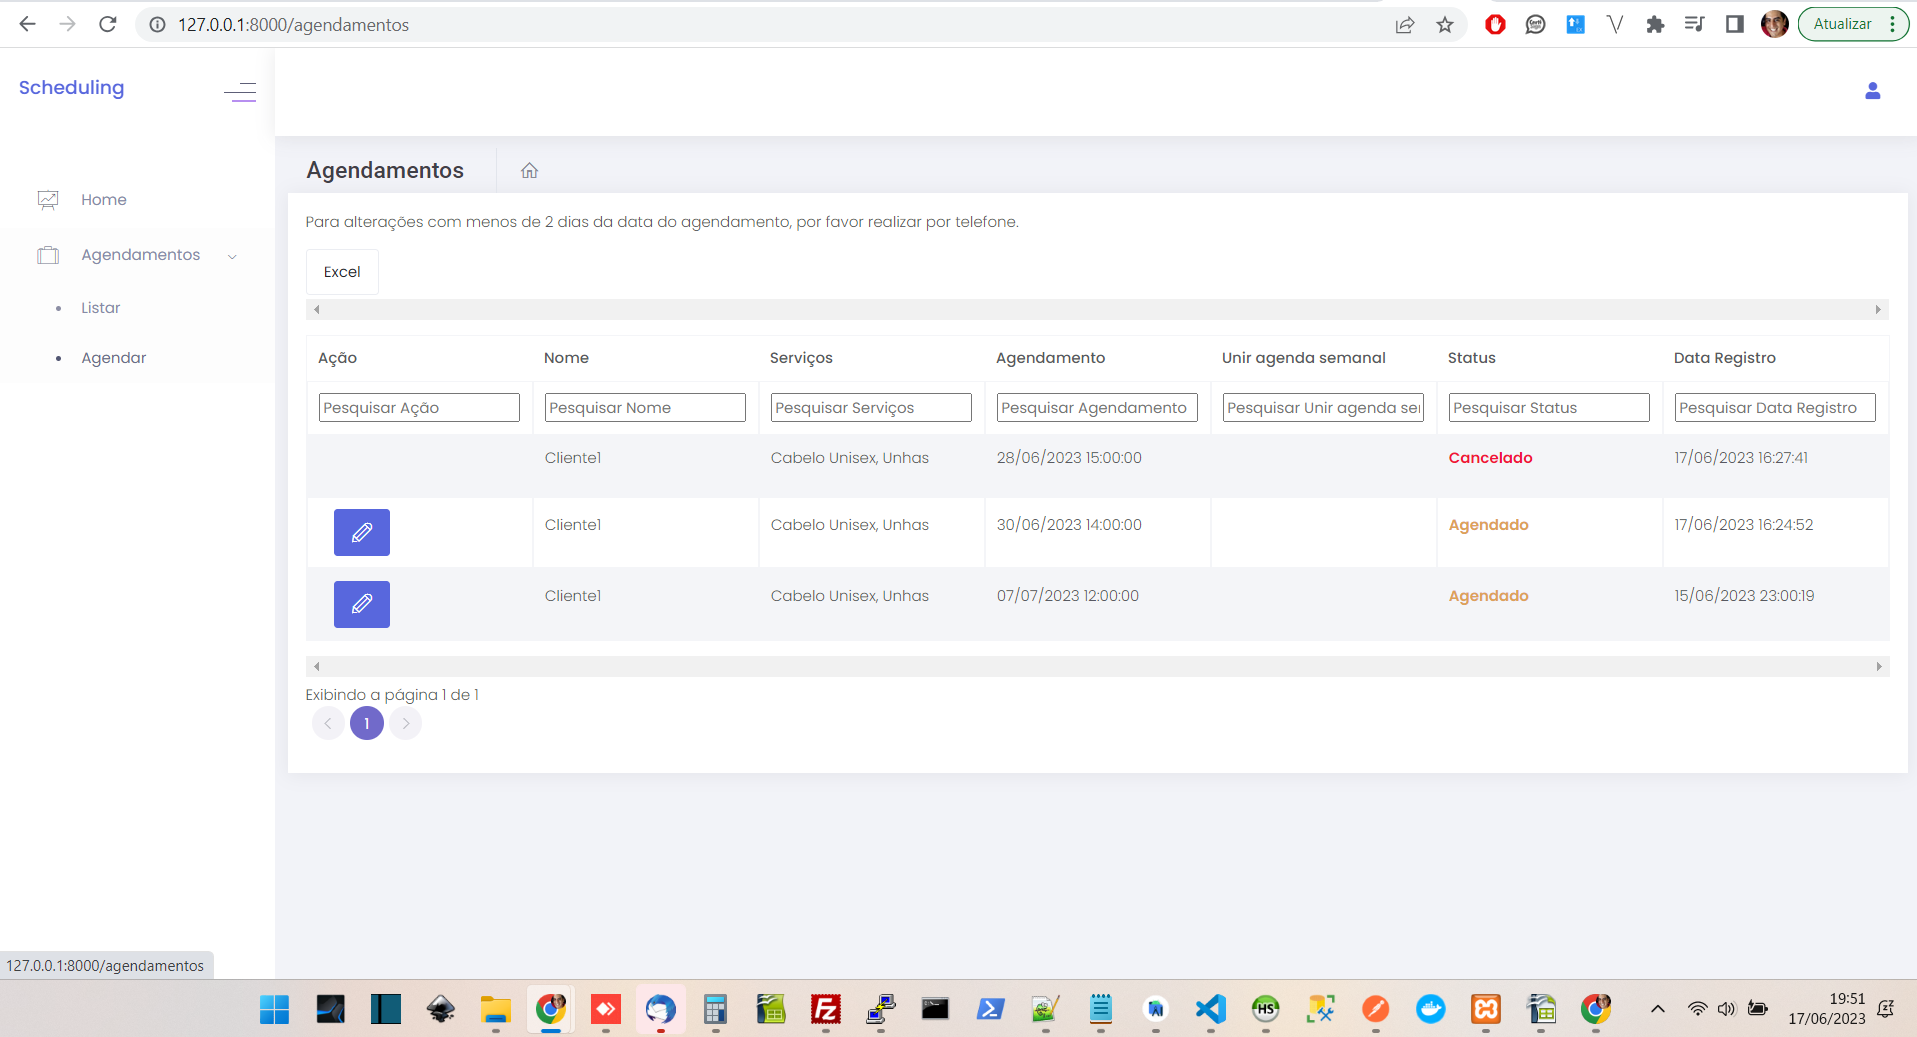 127.0.0.1:8000/agendamentos
Atualizar
Scheduling
Home
Agendamentos
Listar
Agendar
Agendamentos
Para alterações com menos de 2 dias da data do agendamento, por favor realizar por telefone.
Excel
Ação Nome Serviços Agendamento Unir agenda semanal Status Data Registro
Pesquisar Ação Pesquisar Nome Pesquisar Serviços Pesquisar Agendamento Pesquisar Unir agenda se Pesquisar Status Pesquisar Data Registro
Cliente1 Cabelo Unisex, Unhas 28/06/2023 15:00:00 Cancelado 17/06/2023 16:27:41
Cliente1 Cabelo Unisex, Unhas 30/06/2023 14:00:00 Agendado 17/06/2023 16:24:52
Cliente1 Cabelo Unisex, Unhas 07/07/2023 12:00:00 Agendado 15/06/2023 23:00:19
Exibindo a página 1 de 1
1
127.0.0.1:8000/agendamentos
HS
19:51
17/06/2023